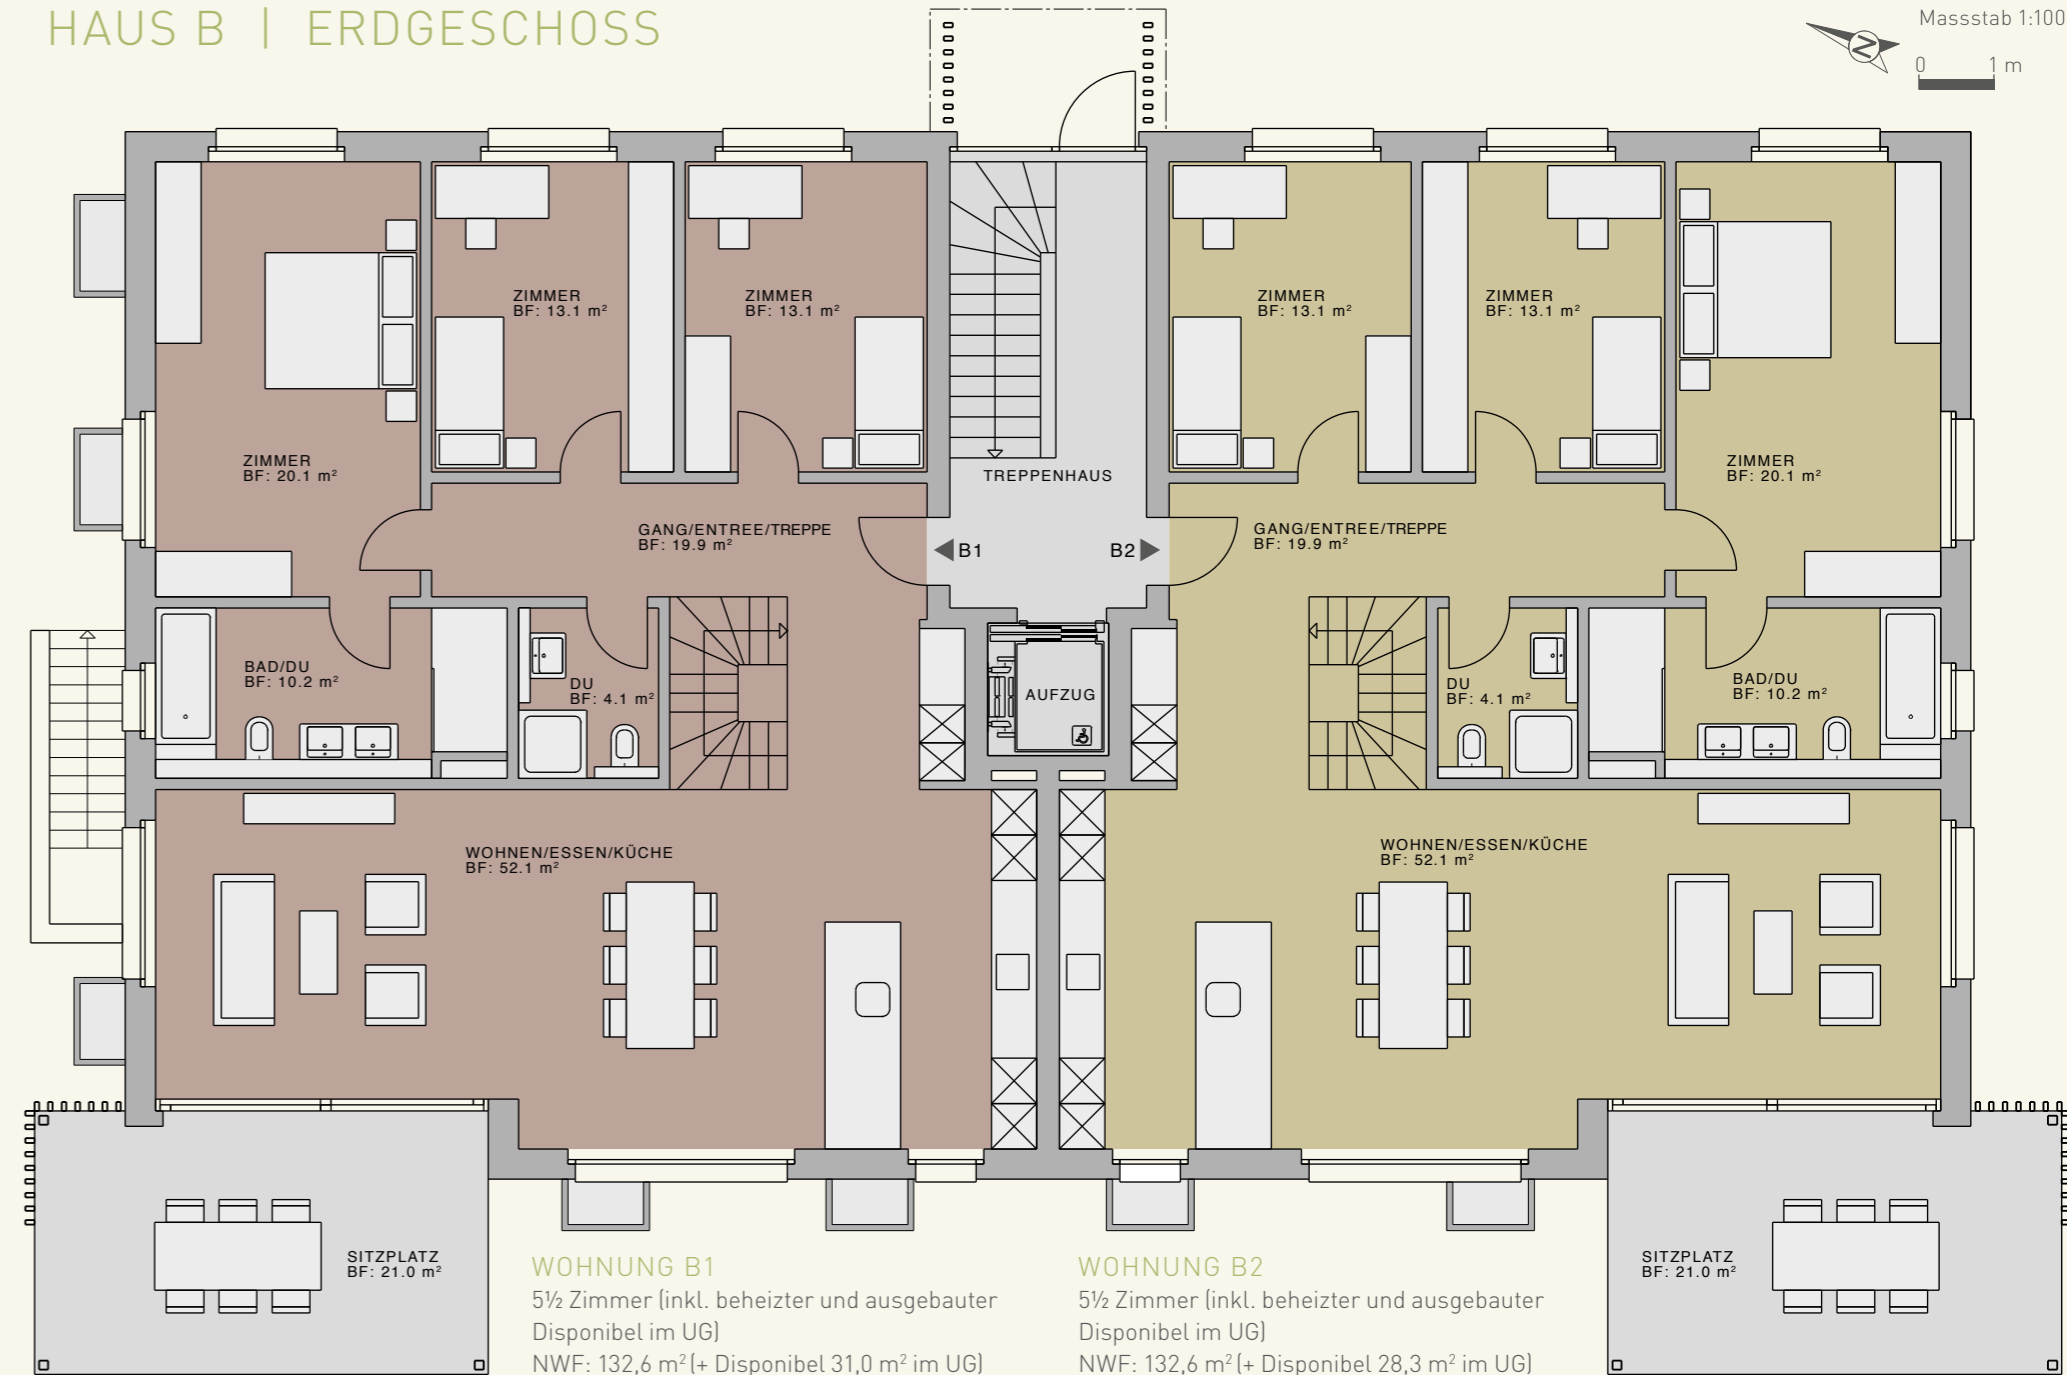 HAUS B | ERDGESCHOSS
Massstab 1:100
N
0 1 m
ZIMMER
BF: 20.1 m²
ZIMMER
BF: 13.1 m²
ZIMMER
BF: 13.1 m²
TREPPENHAUS
ZIMMER
BF: 13.1 m²
ZIMMER
BF: 13.1 m²
ZIMMER
BF: 20.1 m²
GANG/ENTREE/TREPPE
BF: 19.9 m²
B1
B2
GANG/ENTREE/TREPPE
BF: 19.9 m²
BAD/DU
BF: 10.2 m²
DU
BF: 4.1 m²
AUFZUG
DU
BF: 4.1 m²
BAD/DU
BF: 10.2 m²
WOHNEN/ESSEN/KÜCHE
BF: 52.1 m²
WOHNEN/ESSEN/KÜCHE
BF: 52.1 m²
SITZPLATZ
BF: 21.0 m²
WOHNUNG B1
5½ Zimmer (inkl. beheizter und ausgebauter
Disponibel im UG)
NWF: 132,6 m² (+ Disponibel 31,0 m² im UG)
WOHNUNG B2
5½ Zimmer (inkl. beheizter und ausgebauter
Disponibel im UG)
NWF: 132,6 m² (+ Disponibel 28,3 m² im UG)
SITZPLATZ
BF: 21.0 m²